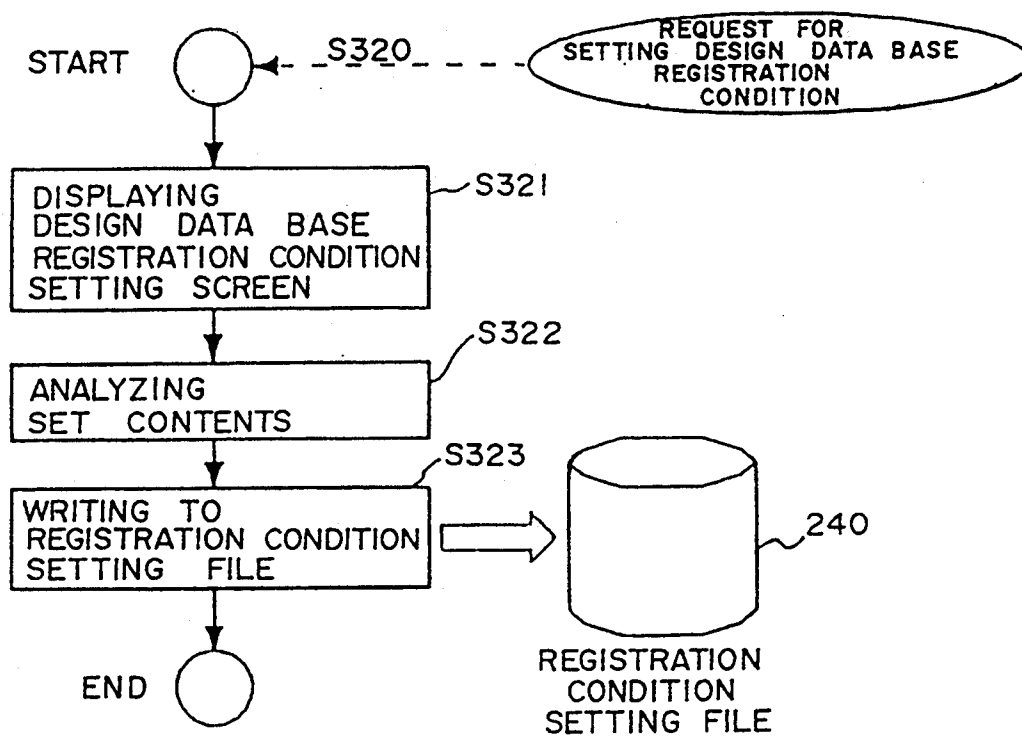 START
S320
REQUEST FOR
SETTING DESIGN DATA BASE
REGISTRATION
CONDITION
S321
DISPLAYING
DESIGN DATA BASE
REGISTRATION CONDITION
SETTING SCREEN
S322
ANALYZING
SET CONTENTS
S323
WRITING TO
REGISTRATION CONDITION
SETTING FILE
240
END
REGISTRATION
CONDITION
SETTING FILE